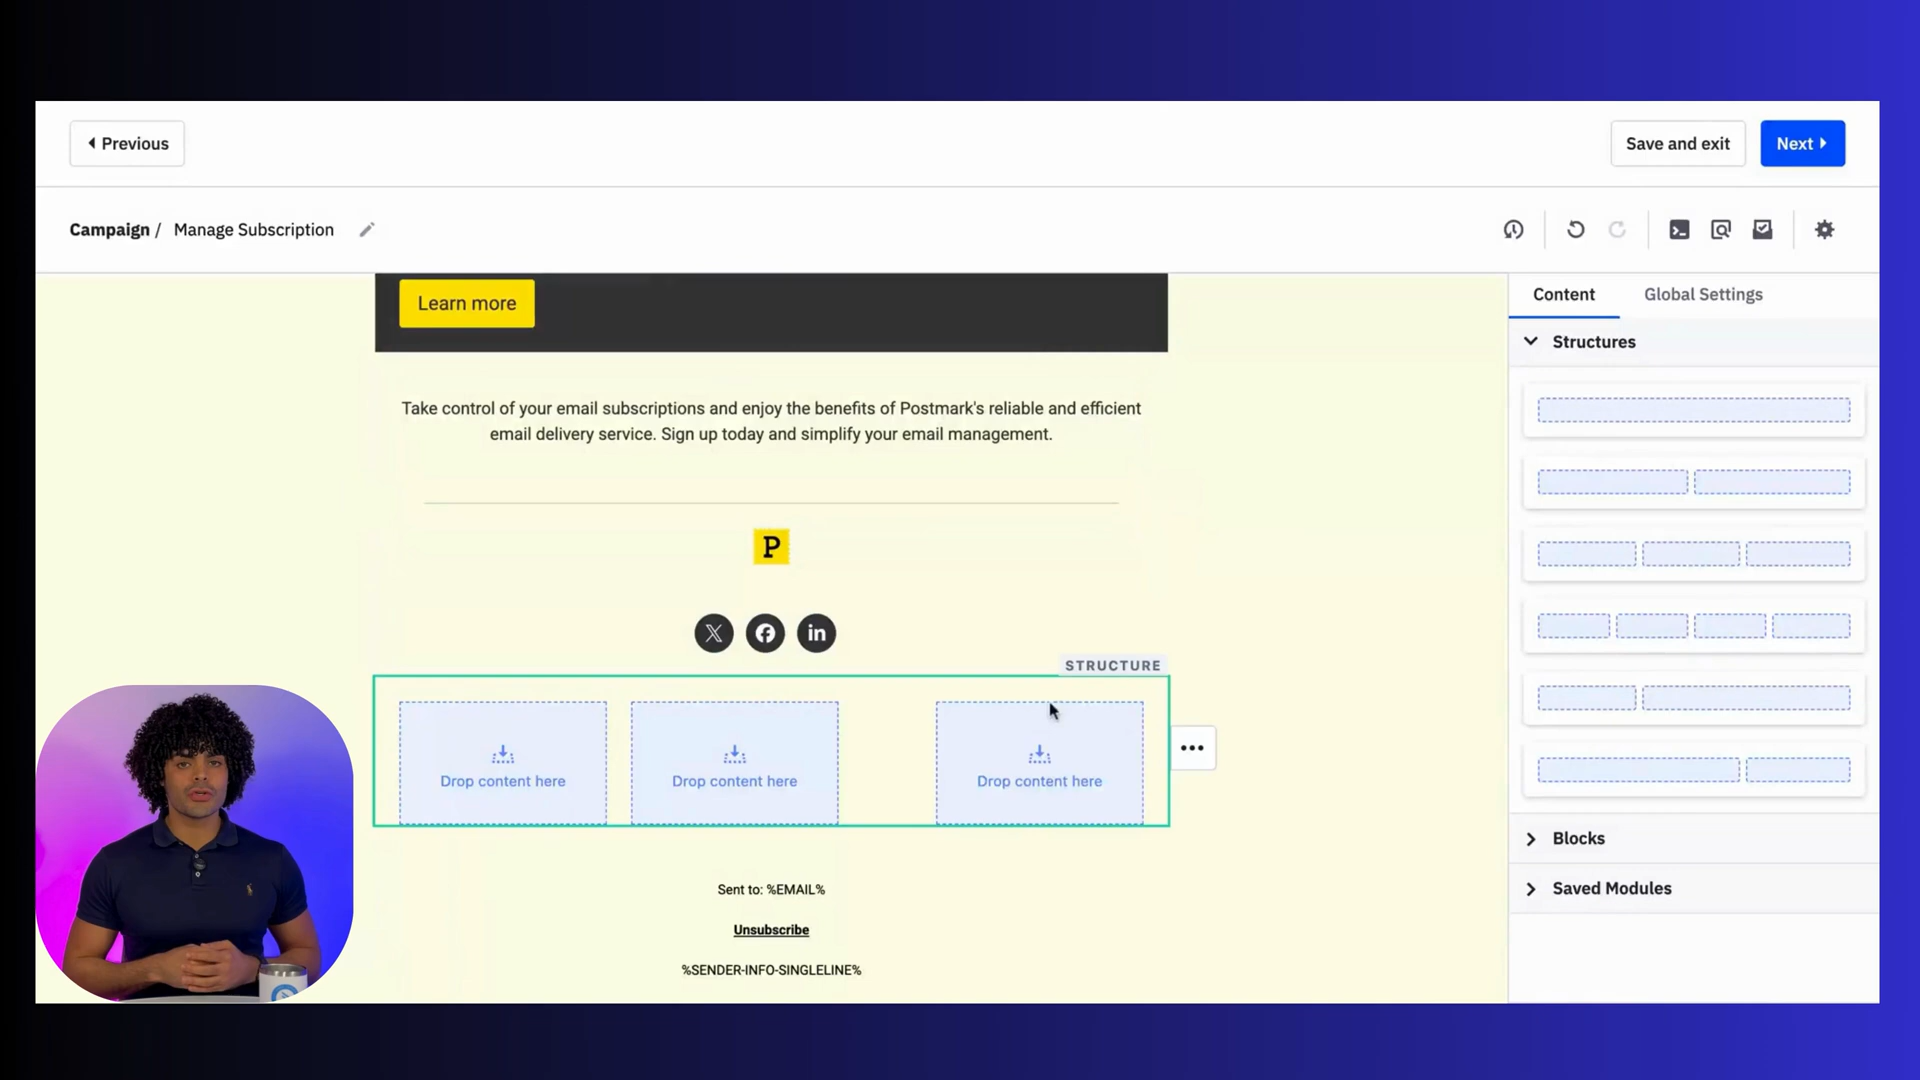 Previous
Save and exit
Next
Campaign / Manage Subscription
Content
Global Settings
Learn more
Structures
Take control of your email subscriptions and enjoy the benefits of Postmark's reliable and efficient
email delivery service. Sign up today and simplify your email management.
P
X
f
in
STRUCTURE
Drop content here
Drop content here
Drop content here
Blocks
Saved Modules
Sent to: %EMAIL%
Unsubscribe
%SENDER-INFO-SINGLELINE%